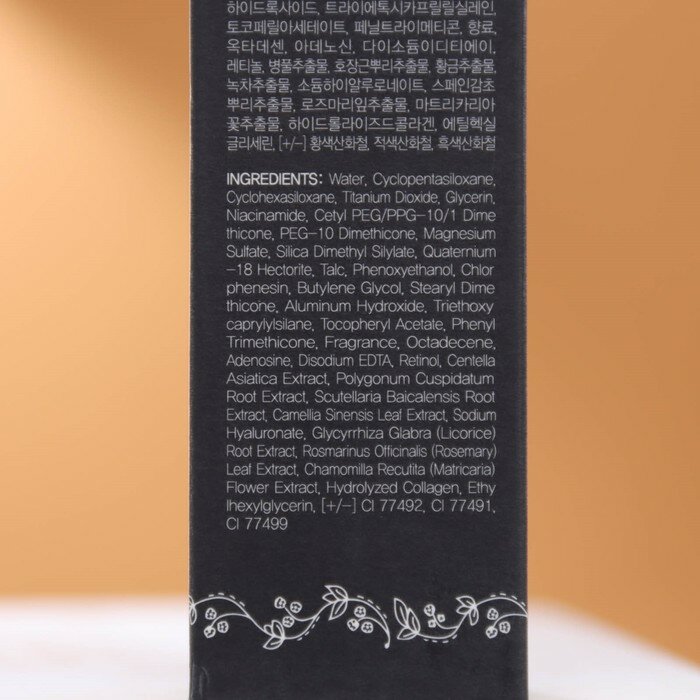 하이드록사이드, 트라이에톡시카프릴릴실레인,
토코페릴아세테이트, 페닐트라이메티콘, 향료,
옥타데센, 아데노신, 다이소듐이디티에이,
레티놀, 병풀추출물, 호장근뿌리추출물, 황금추출물,
녹차추출물, 소듐하이알루로네이트, 스페인감초
뿌리추출물, 로즈마리잎추출물, 마트리카리아
꽃추출물, 하이드롤라이즈드콜라겐, 에틸헥실
글리세린, [+/-] 황색산화철, 적색산화철, 흑색산화철
INGREDIENTS: Water, Cyclopentasiloxane,
Cyclohexasiloxane, Titanium Dioxide, Glycerin,
Niacinamide, Cetyl PEG/PPG-10/1 Dime
thicone, PEG-10 Dimethicone, Magnesium
Sulfate, Silica Dimethyl Silylate, Quaternium
-18 Hectorite, Talc, Phenoxyethanol, Chlor
phenesin, Butylene Glycol, Stearyl Dime
thicone, Aluminum Hydroxide, Triethoxy
caprylylsilane, Tocopheryl Acetate, Phenyl
Trimethicone, Fragrance, Octadecene,
Adenosine, Disodium EDTA, Retinol, Centella
Asiatica Extract, Polygonum Cuspidatum
Root Extract, Scutellaria Baicalensis Root
Extract, Camellia Sinensis Leaf Extract, Sodium
Hyaluronate, Glycyrrhiza Glabra (Licorice)
Root Extract, Rosmarinus Officinalis (Rosemary)
Leaf Extract, Chamomilla Recutita (Matricaria)
Flower Extract, Hydrolyzed Collagen, Ethy
lhexylglycerin, [+/-] CI 77492, CI 77491,
CI 77499